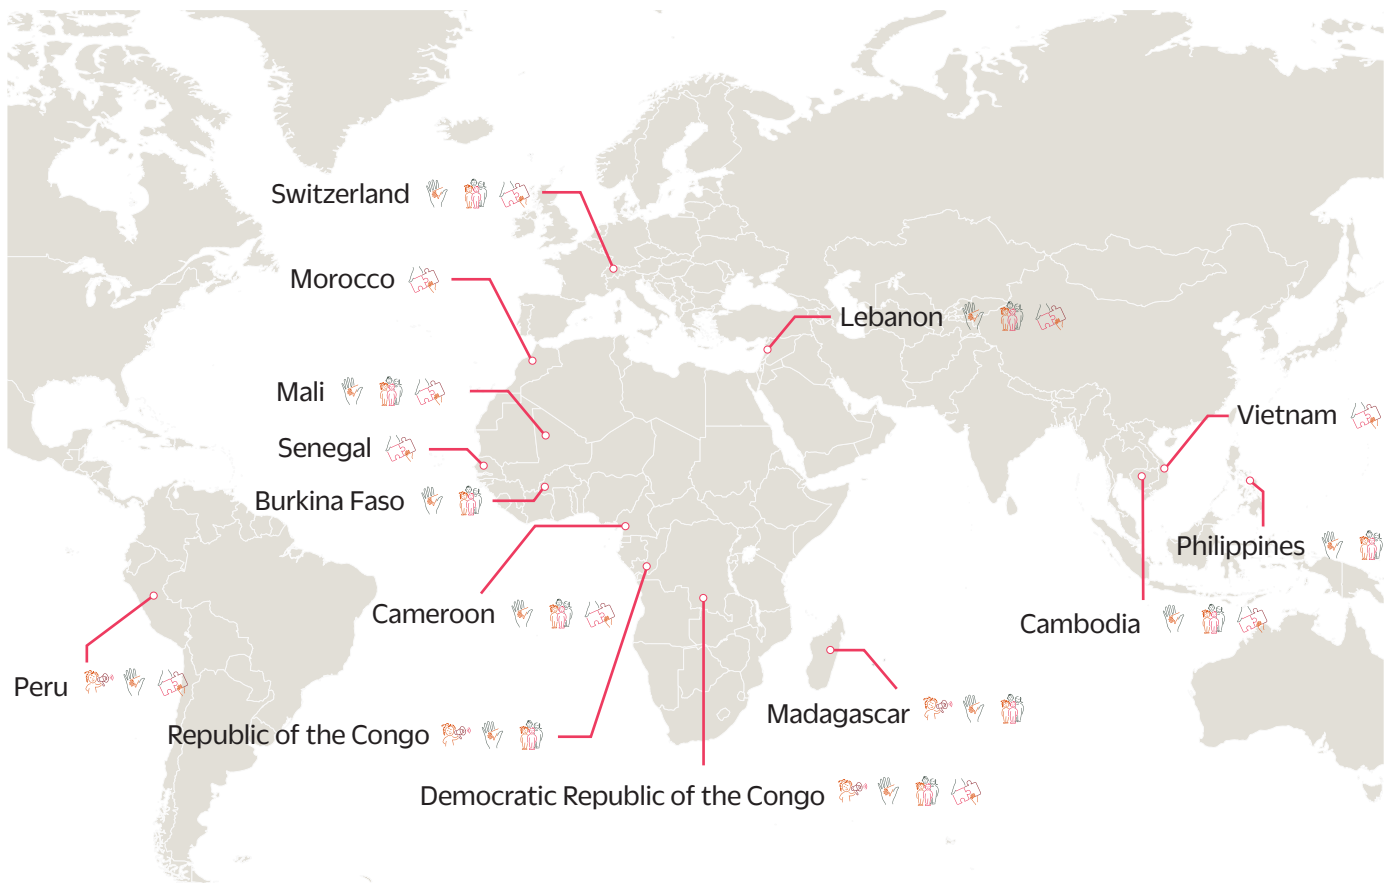 Switzerland
Morocco
Lebanon
Mali
Vietnam
Senegal
Burkina Faso
Philippines
Cameroon
Cambodia
Peru
Madagascar
Republic of the Congo
Democratic Republic of the Congo